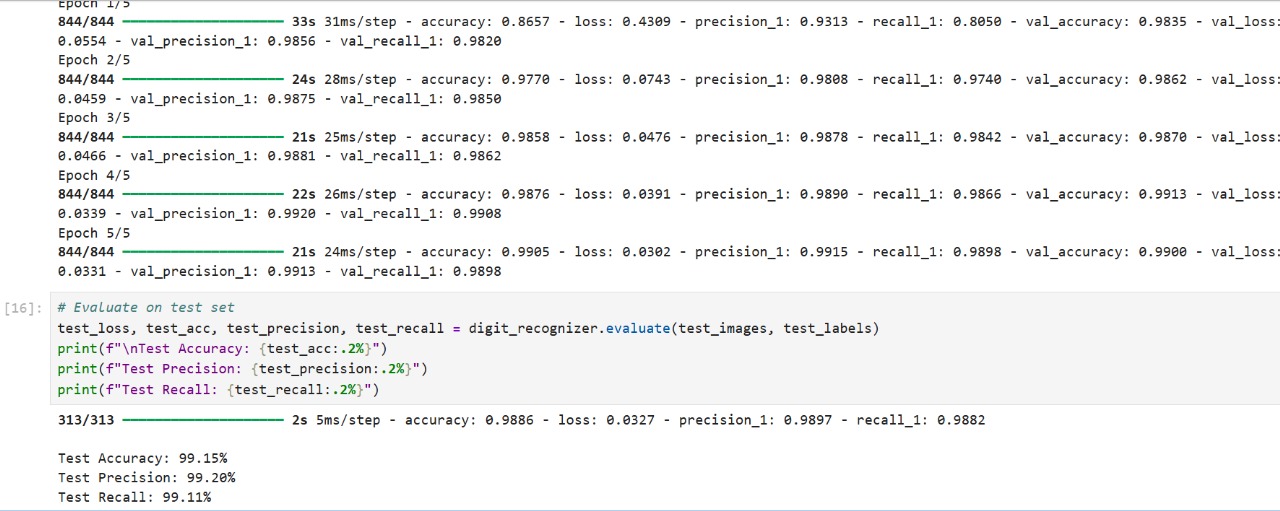 Epoch 1/5
844/844 ━━━━━━━━━━━━━━━━━━━━ 33s 31ms/step - accuracy: 0.8657 - loss: 0.4309 - precision_1: 0.9313 - recall_1: 0.8050 - val_accuracy: 0.9835 - val_loss:
0.0554 - val_precision_1: 0.9856 - val_recall_1: 0.9820
Epoch 2/5
844/844 ━━━━━━━━━━━━━━━━━━━━ 24s 28ms/step - accuracy: 0.9770 - loss: 0.0743 - precision_1: 0.9808 - recall_1: 0.9740 - val_accuracy: 0.9862 - val_loss:
0.0459 - val_precision_1: 0.9875 - val_recall_1: 0.9850
Epoch 3/5
844/844 ━━━━━━━━━━━━━━━━━━━━ 21s 25ms/step - accuracy: 0.9858 - loss: 0.0476 - precision_1: 0.9878 - recall_1: 0.9842 - val_accuracy: 0.9870 - val_loss:
0.0466 - val_precision_1: 0.9881 - val_recall_1: 0.9862
Epoch 4/5
844/844 ━━━━━━━━━━━━━━━━━━━━ 22s 26ms/step - accuracy: 0.9876 - loss: 0.0391 - precision_1: 0.9890 - recall_1: 0.9866 - val_accuracy: 0.9913 - val_loss:
0.0339 - val_precision_1: 0.9920 - val_recall_1: 0.9908
Epoch 5/5
844/844 ━━━━━━━━━━━━━━━━━━━━ 21s 24ms/step - accuracy: 0.9905 - loss: 0.0302 - precision_1: 0.9915 - recall_1: 0.9898 - val_accuracy: 0.9900 - val_loss:
0.0331 - val_precision_1: 0.9913 - val_recall_1: 0.9898
[16]: # Evaluate on test set
test_loss, test_acc, test_precision, test_recall = digit_recognizer.evaluate(test_images, test_labels)
print(f"\nTest Accuracy: {test_acc:.2%}")
print(f"Test Precision: {test_precision:.2%}")
print(f"Test Recall: {test_recall:.2%}")
313/313 ━━━━━━━━━━━━━━━━━━━━ 2s 5ms/step - accuracy: 0.9886 - loss: 0.0327 - precision_1: 0.9897 - recall_1: 0.9882
Test Accuracy: 99.15%
Test Precision: 99.20%
Test Recall: 99.11%